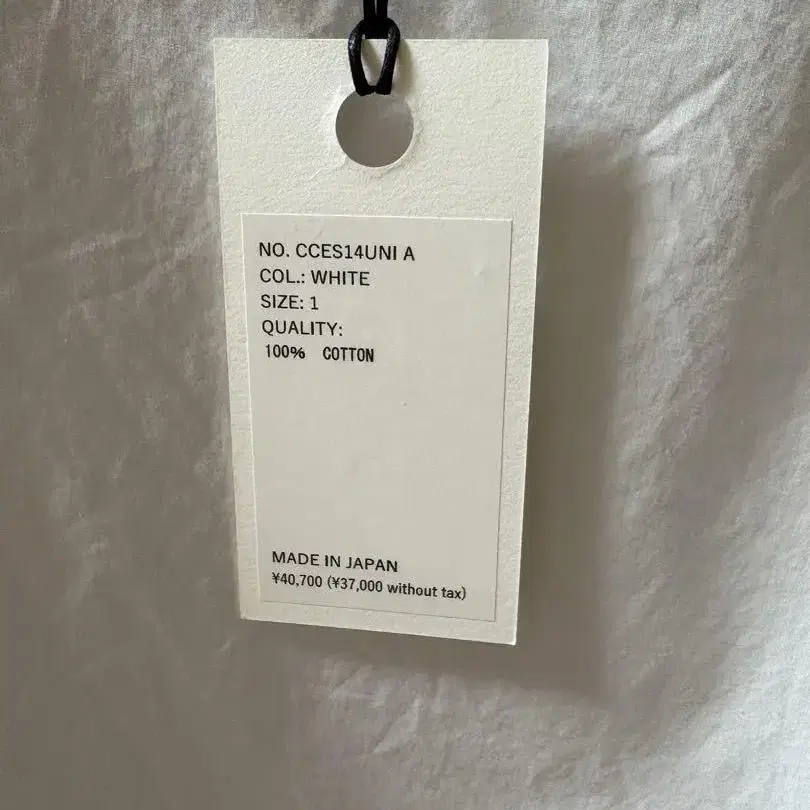 NO. CCES14UNI A
COL.: WHITE
SIZE: 1
QUALITY:
100% COTTON
MADE IN JAPAN
¥40,700 (¥37,000 without tax)